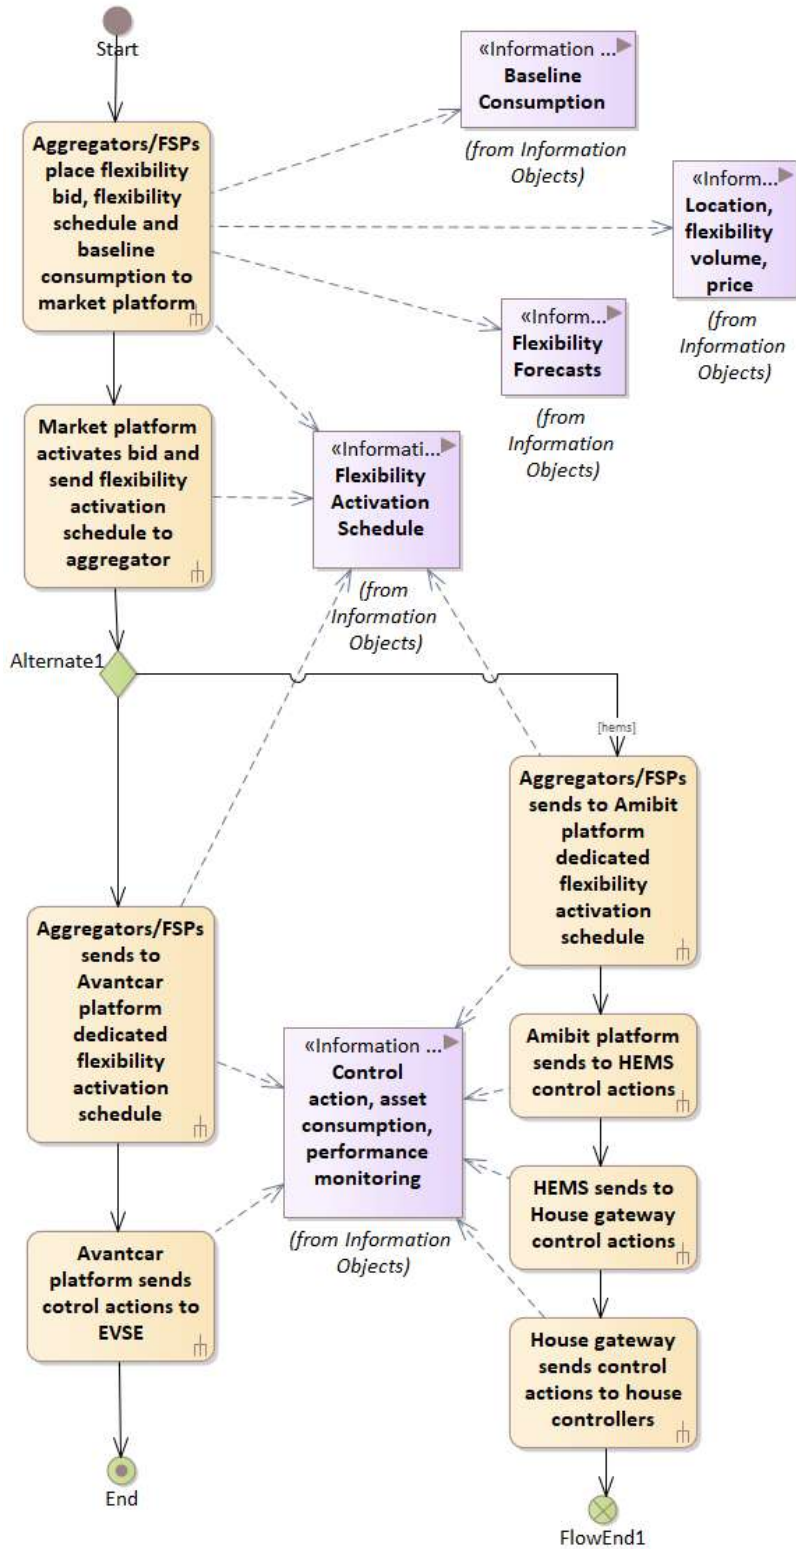 Start
Aggregators/FSPs
place flexibility
bid, flexibility
schedule and
baseline
consumption to
market platform
«Information ...
Baseline
Consumption
(from Information
Objects)
«Inform...
Location,
flexibility
volume,
price
(from
Information
Objects)
«Inform...
Flexibility
Forecasts
(from
Information
Objects)
Market platform
activates bid and
send flexibility
activation
schedule to
aggregator
«Informati...
Flexibility
Activation
Schedule
(from
Information
Objects)
Alternate1
[hems]
Aggregators/FSPs
sends to Amibit
platform
dedicated
flexibility
activation
schedule
Aggregators/FSPs
sends to
Avantcar
platform
dedicated
flexibility
activation
schedule
«Information ...
Control
action, asset
consumption,
performance
monitoring
(from Information
Objects)
Amibit platform
sends to HEMS
control actions
HEMS sends to
House gateway
control actions
Avantcar
platform sends
cotrol actions to
EVSE
House gateway
sends control
actions to house
controllers
End
FlowEnd1